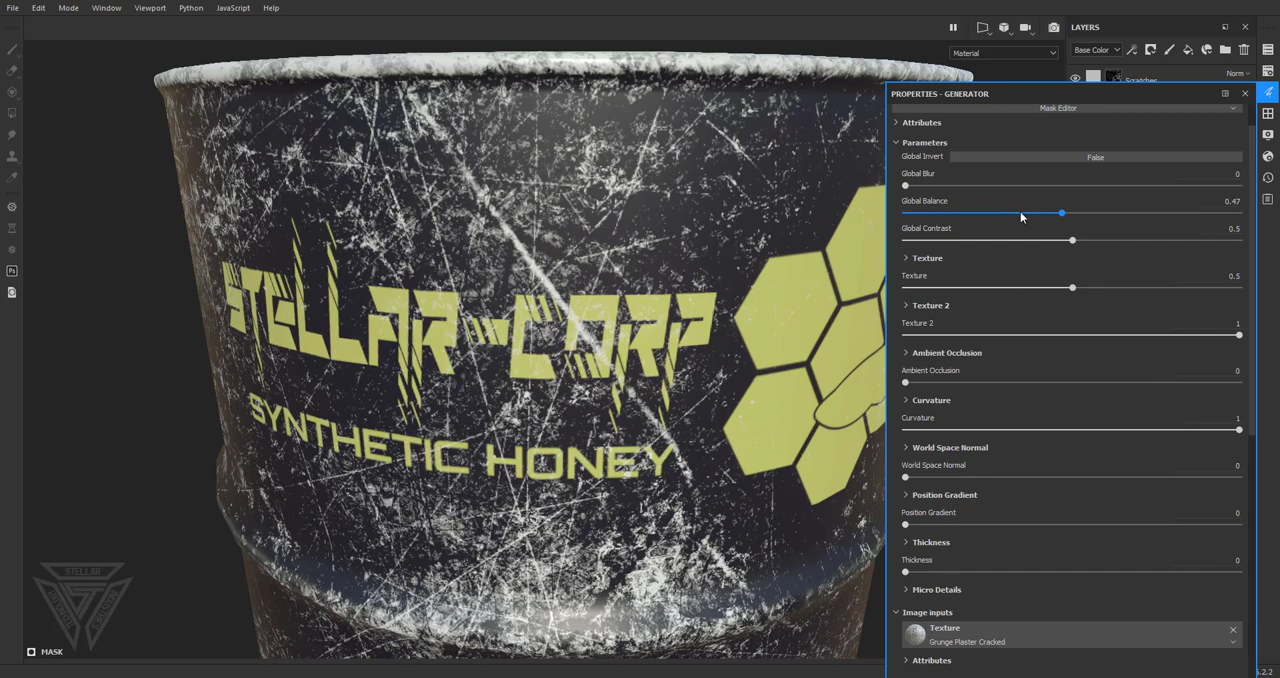 File Edit Mode Window Viewport Python JavaScript Help
LAYERS
Material
Base Color
Norm
Scratches
PROPERTIES - GENERATOR
Mask Editor
Attributes
Parameters
Global Invert False
Global Blur 0
Global Balance 0.47
Global Contrast 0.5
Texture
Texture 0.5
Texture 2
Texture 2 1
Ambient Occlusion
Ambient Occlusion 0
Curvature
Curvature 1
World Space Normal
World Space Normal 0
Position Gradient
Position Gradient 0
Thickness
Thickness 0
Micro Details
Image inputs
Texture
Grunge Plaster Cracked
Attributes
STELLAR-CORP
SYNTHETIC HONEY
Ps
STELLAR
MASK